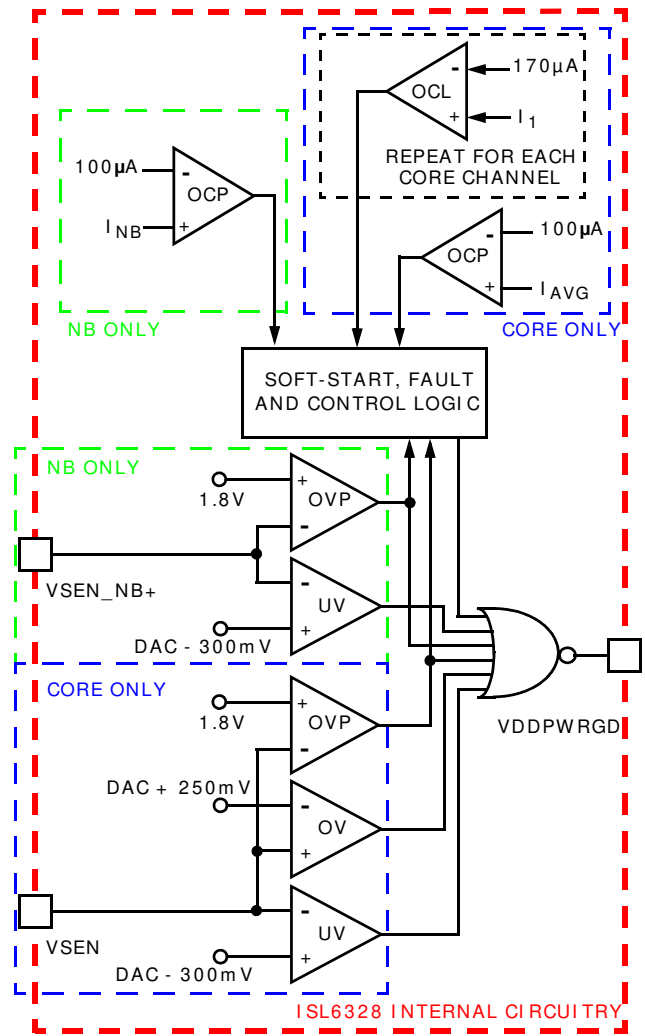 170µA
-
OCL
+
I1
REPEAT FOR EACH
CORE CHANNEL
100µA
-
OCP
+
INB
NB ONLY
-
100µA
OCP
+
IAVG
CORE ONLY
SOFT-START, FAULT
AND CONTROL LOGIC
NB ONLY
+
1.8V
OVP
-
VSEN_NB+
-
UV
+
DAC - 300mV
CORE ONLY
+
1.8V
OVP
-
VDDPWRGD
DAC + 250mV
-
OV
+
-
VSEN
UV
+
DAC - 300mV
ISL6328 INTERNAL CIRCUITRY